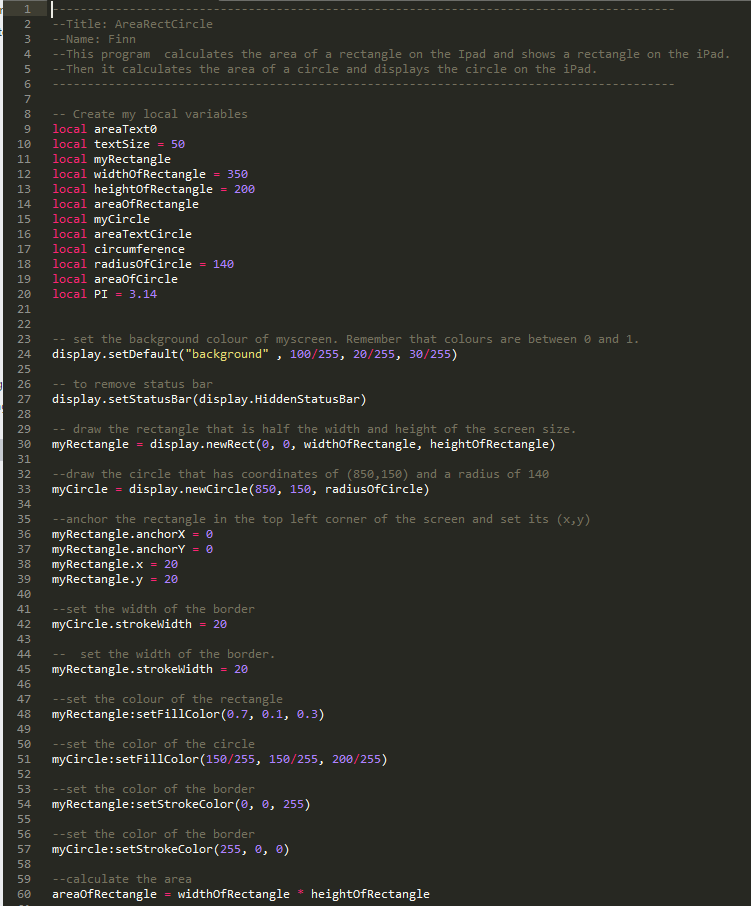 1 -----------------------------------------------------------------------------------------
2 --Title: AreaRectCircle
3 --Name: Finn
4 --This program  calculates the area of a rectangle on the Ipad and shows a rectangle on the iPad.
5 --Then it calculates the area of a circle and displays the circle on the iPad.
6 -----------------------------------------------------------------------------------------
7
8 -- Create my local variables
9 local areaText0
10 local textSize = 50
11 local myRectangle
12 local widthOfRectangle = 350
13 local heightOfRectangle = 200
14 local areaOfRectangle
15 local myCircle
16 local areaTextCircle
17 local circumference
18 local radiusOfCircle = 140
19 local areaOfCircle
20 local PI = 3.14
21
22
23 -- set the background colour of myscreen. Remember that colours are between 0 and 1.
24 display.setDefault("background" , 100/255, 20/255, 30/255)
25
26 -- to remove status bar
27 display.setStatusBar(display.HiddenStatusBar)
28
29 -- draw the rectangle that is half the width and height of the screen size.
30 myRectangle = display.newRect(0, 0, widthOfRectangle, heightOfRectangle)
31
32 --draw the circle that has coordinates of (850,150) and a radius of 140
33 myCircle = display.newCircle(850, 150, radiusOfCircle)
34
35 --anchor the rectangle in the top left corner of the screen and set its (x,y)
36 myRectangle.anchorX = 0
37 myRectangle.anchorY = 0
38 myRectangle.x = 20
39 myRectangle.y = 20
40
41 --set the width of the border
42 myCircle.strokeWidth = 20
43
44 --  set the width of the border.
45 myRectangle.strokeWidth = 20
46
47 --set the colour of the rectangle
48 myRectangle:setFillColor(0.7, 0.1, 0.3)
49
50 --set the color of the circle
51 myCircle:setFillColor(150/255, 150/255, 200/255)
52
53 --set the color of the border
54 myRectangle:setStrokeColor(0, 0, 255)
55
56 --set the color of the border
57 myCircle:setStrokeColor(255, 0, 0)
58
59 --calculate the area
60 areaOfRectangle = widthOfRectangle * heightOfRectangle